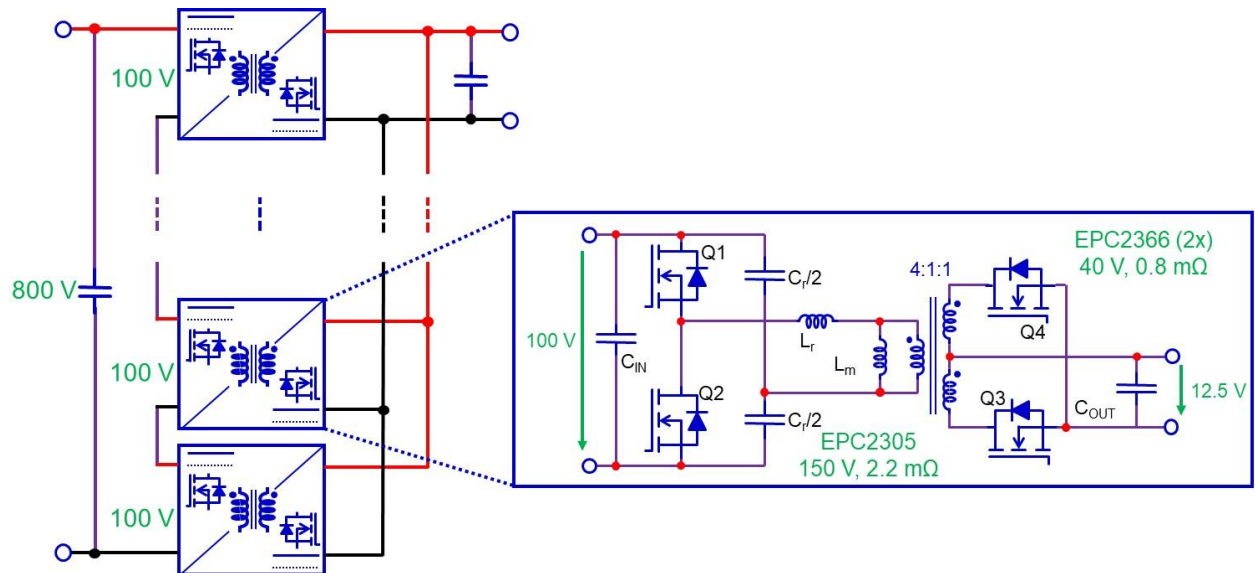 100 V
800 V
100 V
100 V
EPC2366 (2x)
40 V, 0.8 mΩ
Q1
Cr/2
4:1:1
Q4
100 V
CIN
Lr
Lm
Q2
Cr/2
Q3
COUT
12.5 V
EPC2305
150 V, 2.2 mΩ